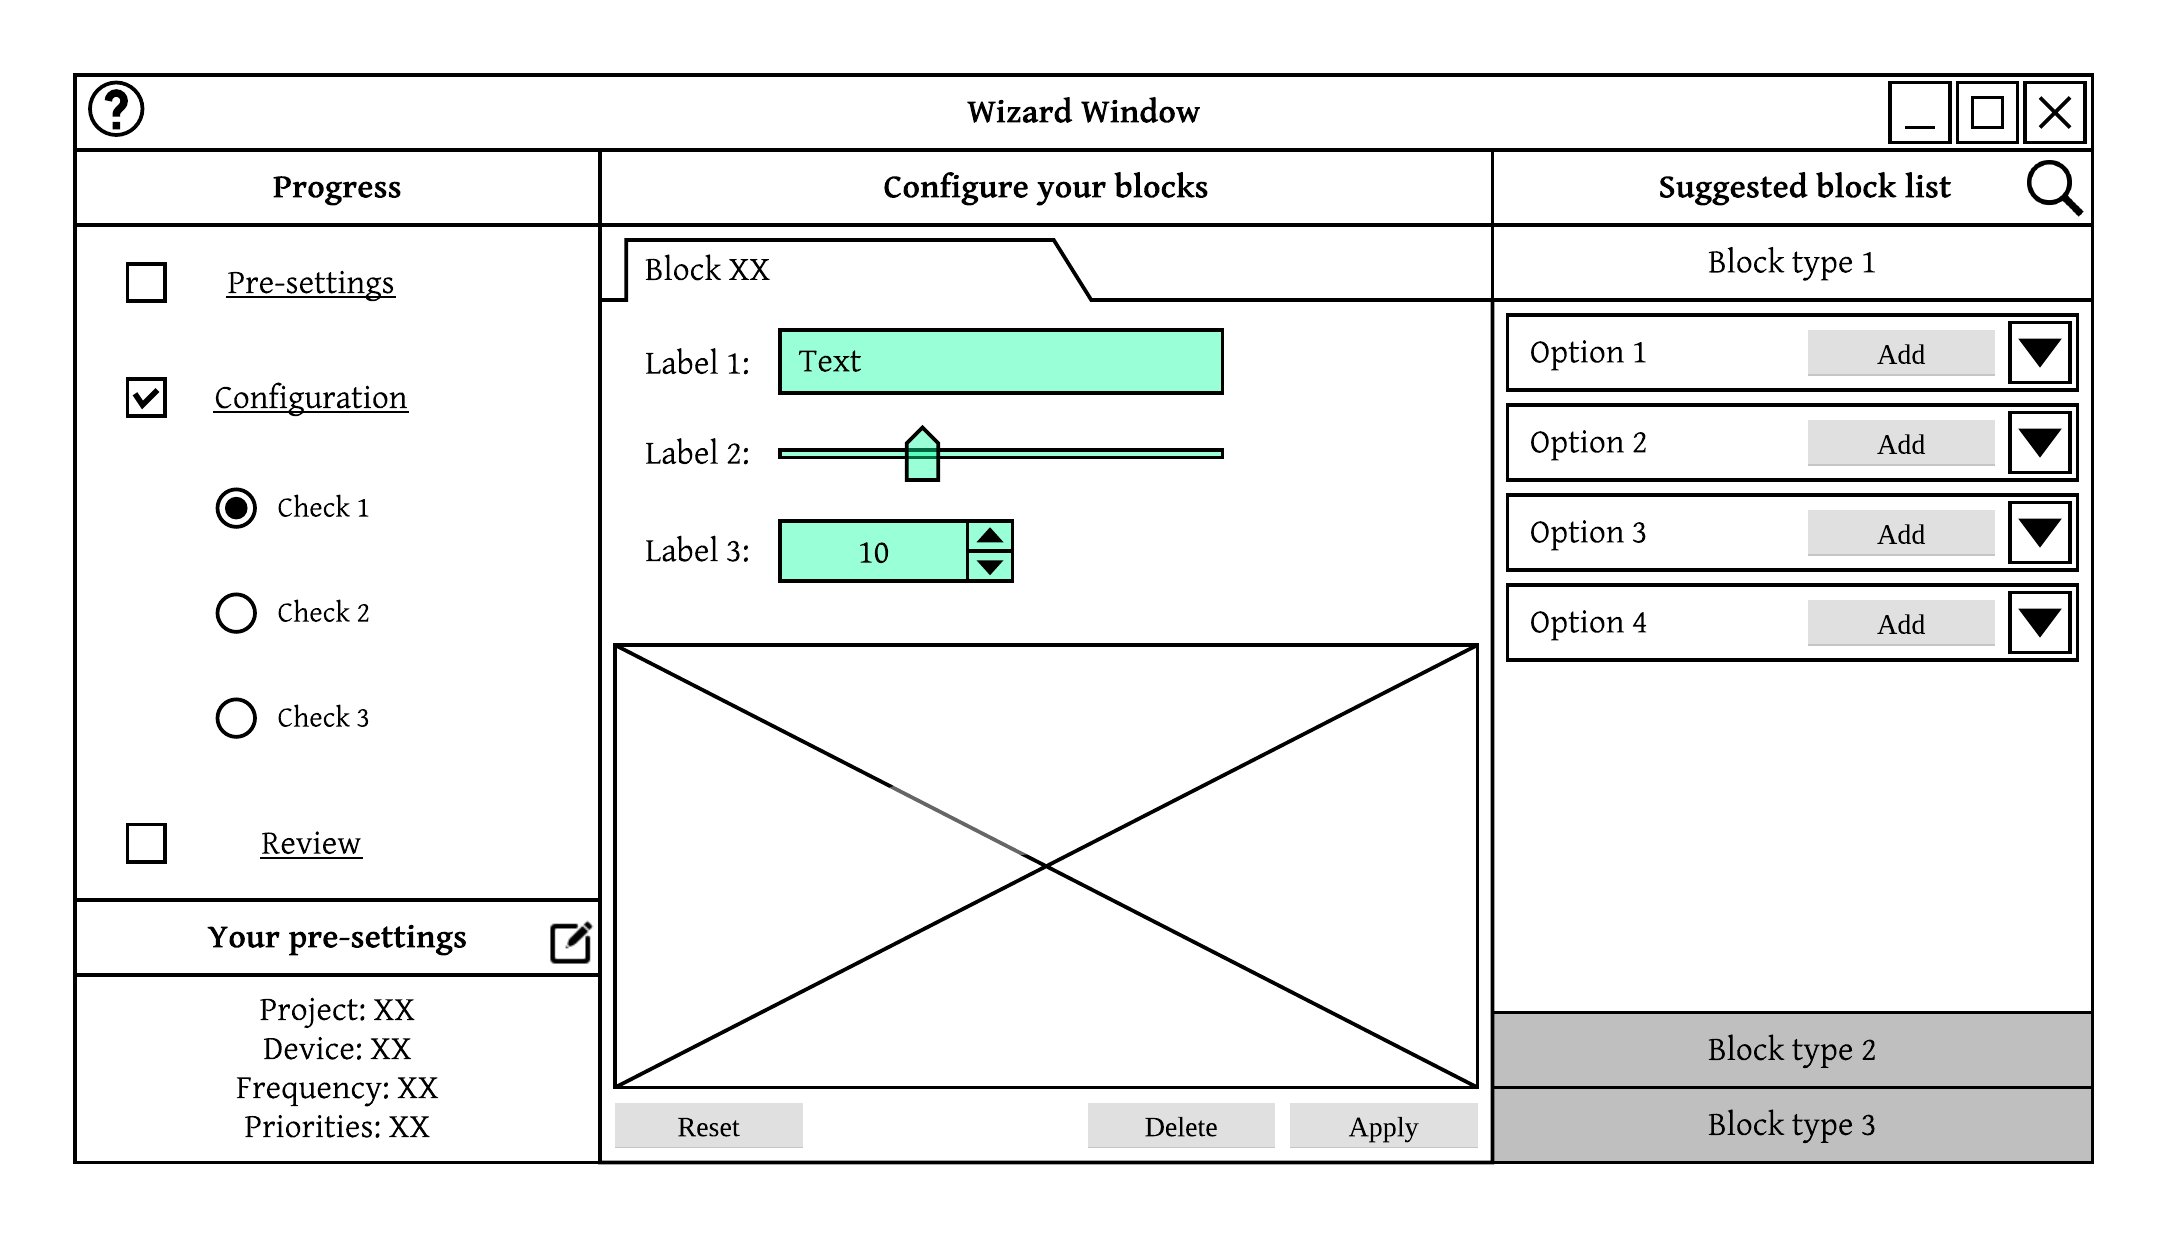 Wizard Window
Progress
Pre-settings
Configuration
Check 1
Check 2
Check 3
Review
Your pre-settings
Project: XX
Device: XX
Frequency: XX
Priorities: XX
Configure your blocks
Block XX
Label 1: Text
Label 2:
Label 3: 10
Reset Delete Apply
Suggested block list
Block type 1
Option 1 Add
Option 2 Add
Option 3 Add
Option 4 Add
Block type 2
Block type 3